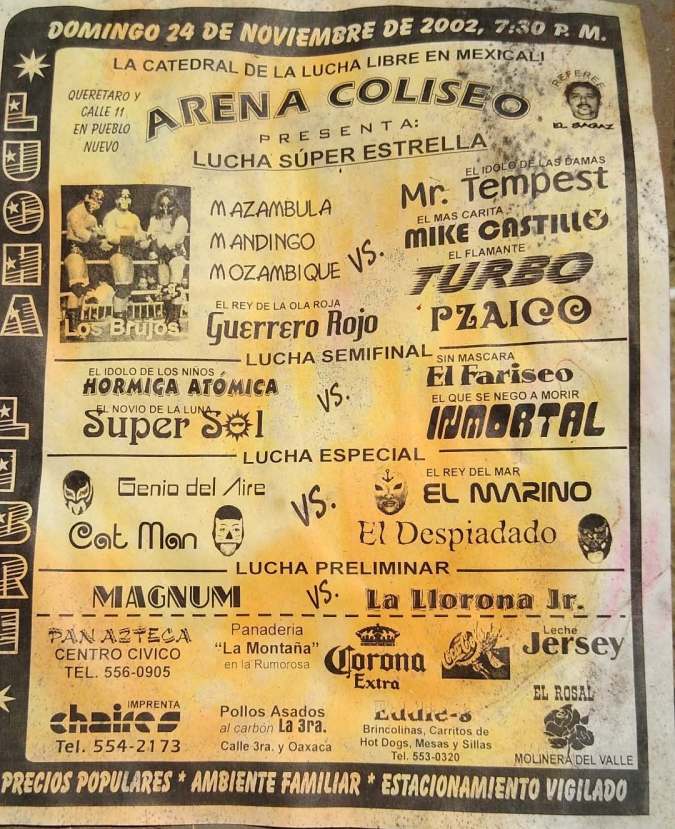 DOMINGO 24 DE NOVIEMBRE DE 2002, 7:30 P. M.
LUCHA LIBRE
LA CATEDRAL DE LA LUCHA LIBRE EN MEXICALI
QUERETARO Y
CALLE 11
EN PUEBLO
NUEVO
ARENA COLISEO
REFEREE
EL SAGAZ
PRESENTA:
LUCHA SÚPER ESTRELLA
Los Brujos
MAZAMBULA
MANDINGO
MOZAMBIQUE
EL REY DE LA OLA ROJA
Guerrero Rojo
VS.
EL IDOLO DE LAS DAMAS
Mr. Tempest
EL MAS CARITA
MIKE CASTILLO
EL FLAMANTE
TURBO
PZAICO
LUCHA SEMIFINAL
EL IDOLO DE LOS NIÑOS
HORMIGA ATÓMICA
EL NOVIO DE LA LUNA
Super Sol
VS.
SIN MASCARA
El Fariseo
EL QUE SE NEGO A MORIR
INMORTAL
LUCHA ESPECIAL
Genio del Aire
Cat Man
VS.
EL REY DEL MAR
EL MARINO
El Despiadado
LUCHA PRELIMINAR
MAGNUM
VS.
La Llorona Jr.
PAN AZTECA
CENTRO CIVICO
TEL. 556-0905
Panaderia
"La Montaña"
en la Rumorosa
Corona
Extra
Coca-Cola
Leche
Jersey
IMPRENTA
chaires
Tel. 554-2173
Pollos Asados
al carbón La 3ra.
Calle 3ra. y Oaxaca
Eddie's
Brincolinas, Carritos de
Hot Dogs, Mesas y Sillas
Tel. 553-0320
EL ROSAL
MOLINERA DEL VALLE
PRECIOS POPULARES * AMBIENTE FAMILIAR * ESTACIONAMIENTO VIGILADO